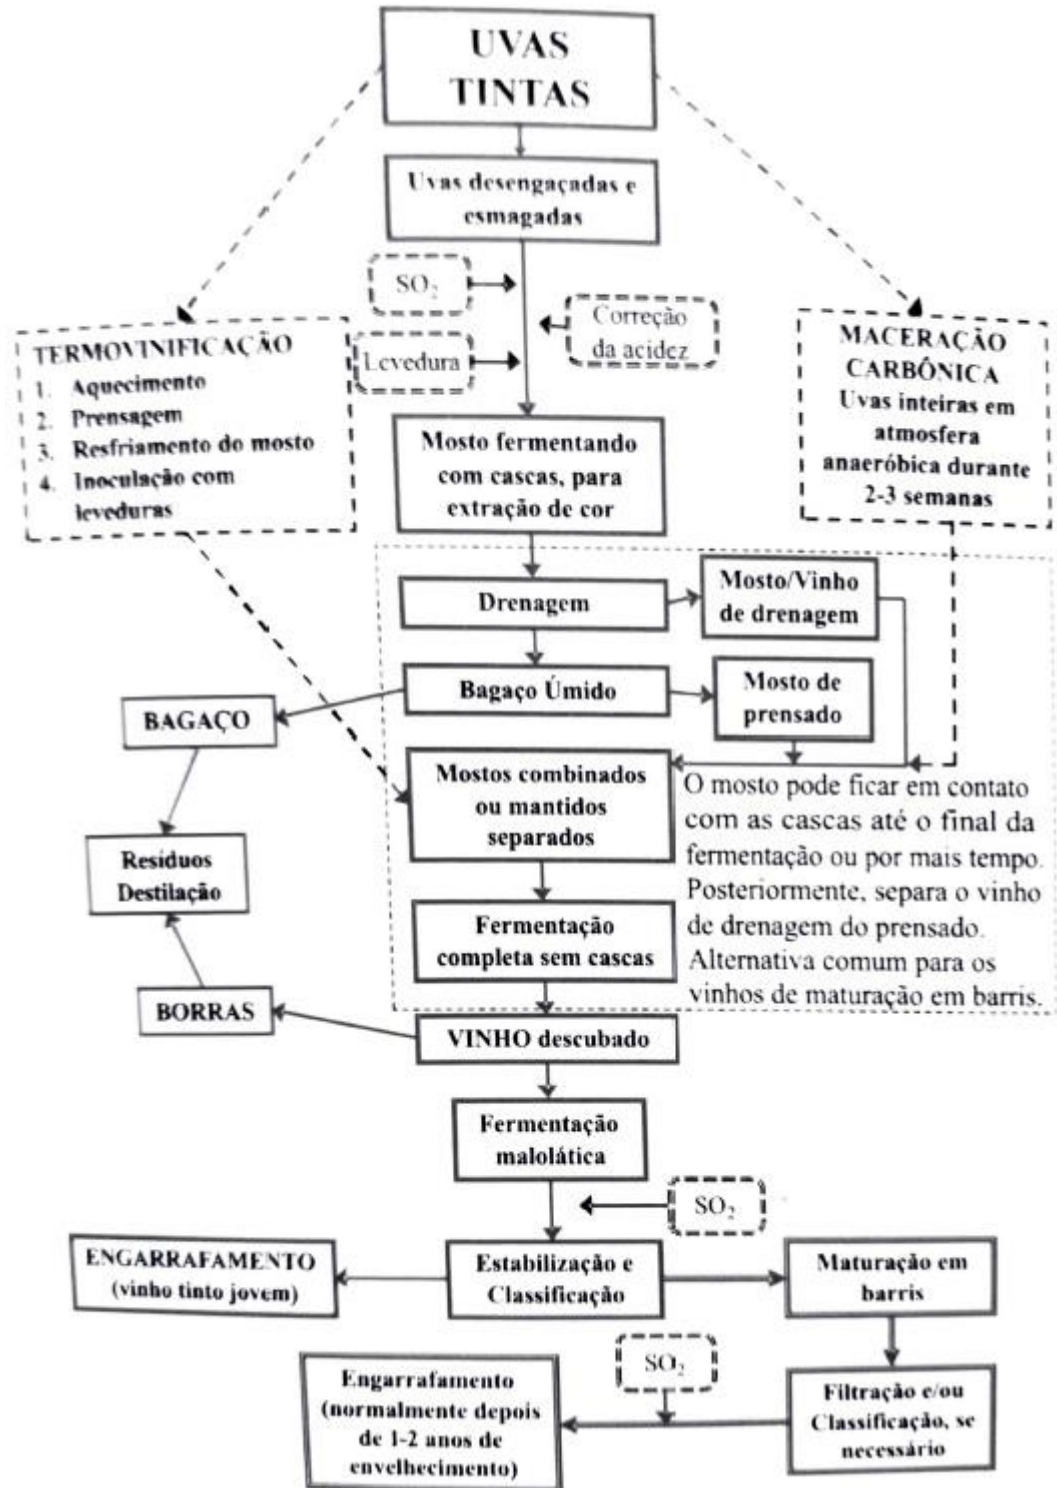 UVAS
TINTAS
Uvas desengaçadas e
esmagadas
SO₂
Correção
da acidez
Levedura
TERMOVINIFICAÇÃO
1. Aquecimento
2. Prensagem
3. Resfriamento do mosto
4. Inoculação com
leveduras
MACERAÇÃO
CARBÔNICA
Uvas inteiras em
atmosfera
anaeróbica durante
2-3 semanas
Mosto fermentando
com cascas, para
extração de cor
Drenagem
Mosto/Vinho
de drenagem
Bagaço Úmido
Mosto de
prensado
BAGAÇO
Mostos combinados
ou mantidos
separados
O mosto pode ficar em contato
com as cascas até o final da
fermentação ou por mais tempo.
Posteriormente, separa o vinho
de drenagem do prensado.
Alternativa comum para os
vinhos de maturação em barris.
Resíduos
Destilação
Fermentação
completa sem cascas
BORRAS
VINHO descubado
Fermentação
malolática
SO₂
ENGARRAFAMENTO
(vinho tinto jovem)
Estabilização e
Classificação
Maturação em
barris
SO₂
Engarrafamento
(normalmente depois
de 1-2 anos de
envelhecimento)
Filtração e/ou
Classificação, se
necessário